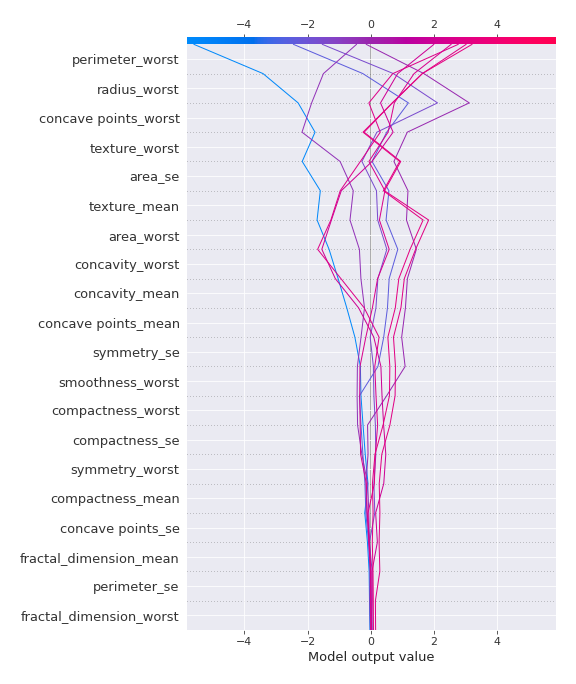 −4 −2 0 2 4
perimeter_worst
radius_worst
concave points_worst
texture_worst
area_se
texture_mean
area_worst
concavity_worst
concavity_mean
concave points_mean
symmetry_se
smoothness_worst
compactness_worst
compactness_se
symmetry_worst
compactness_mean
concave points_se
fractal_dimension_mean
perimeter_se
fractal_dimension_worst
−4 −2 0 2 4
Model output value